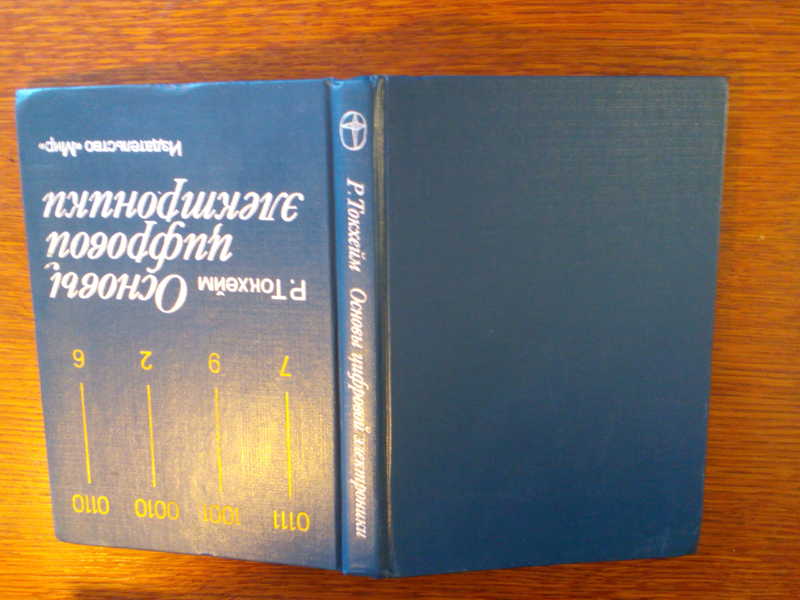 0111 1001 0010 0110
7 9 2 6
Р. Токхейм
Основы
цифровой
электроники
Издательство «Мир»
Р. Токхейм Основы цифровой электроники